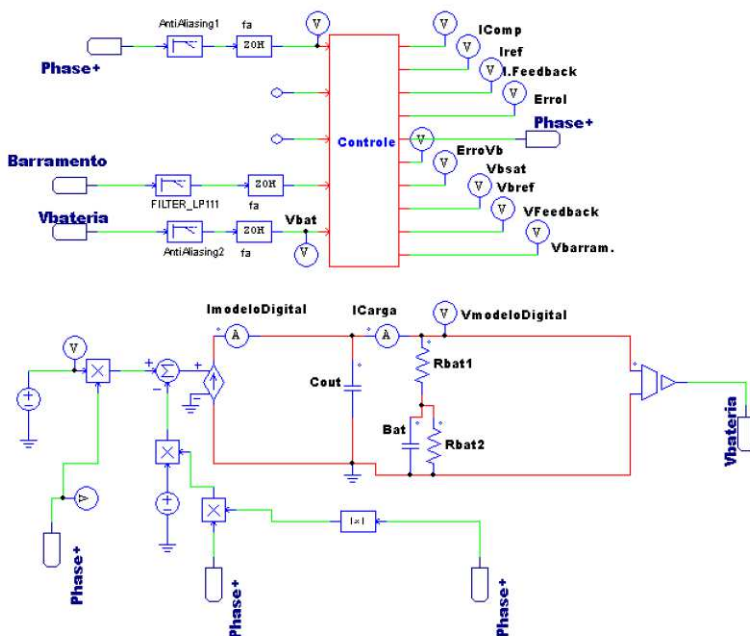 AntiAliasing1
fa
ZOH
V
V
IComp
Phase+
V
Iref
V
I.Feedback
V
Errol
Controle
V
Phase+
Barramento
ZOH
V
ErroVb
V
Vbsat
FILTER_LP111
fa
V
Vbref
Vbateria
ZOH
Vbat
V
VFeedback
AntiAliasing2
fa
V
V
Vbarram.
ImodeloDigital
A
ICarga
A
V
VmodeloDigital
V
Σ
Rbat1
Cout
Bat
Rbat2
Vbateria
V
|x|
Phase+
Phase+
Phase+